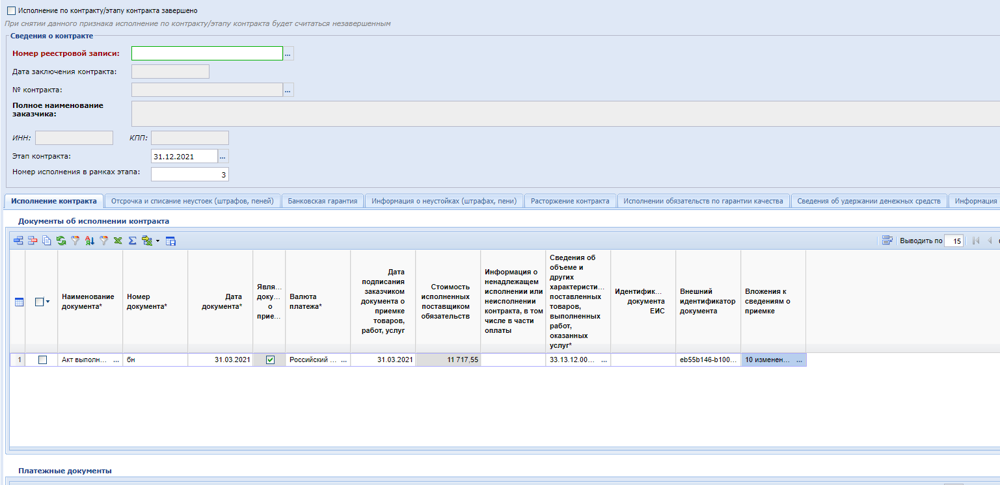 Исполнение по контракту/этапу контракта завершено
При снятии данного признака исполнение по контракту/этапу контракта будет считаться незавершенным
Сведения о контракте
Номер реестровой записи: ...
Дата заключения контракта:
№ контракта: ...
Полное наименование
заказчика:
ИНН: КПП:
Этап контракта: 31.12.2021 ...
Номер исполнения в рамках этапа: 3
Исполнение контракта Отсрочка и списание неустоек (штрафов, пеней) Банковская гарантия Информация о неустойках (штрафах, пени) Расторжение контракта Исполнении обязательств по гарантии качества Сведения об удержании денежных средств Информация
Документы об исполнении контракта
Выводить по 15
Наименование
документа*
Номер
документа*
Дата
документа*
Явля...
доку...
о
прие...
Валюта
платежа*
Дата
подписания
заказчиком
документа о
приемке
товаров,
работ, услуг
Стоимость
исполненных
поставщиком
обязательств
Информация о
ненадлежащем
исполнении или
неисполнении
контракта, в том
числе в части
оплаты
Сведения об
объеме и
других
характеристи...
поставленных
товаров,
выполненных
работ,
оказанных
услуг*
Идентифик...
документа
ЕИС
Внешний
идентификатор
документа
Вложения к
сведениям о
приемке
1 Акт выполн... ... бн 31.03.2021 Российский ... ... 31.03.2021 11 717,55 33.13.12.00... ... eb55b146-b100... 10 изменен... ...
Платежные документы